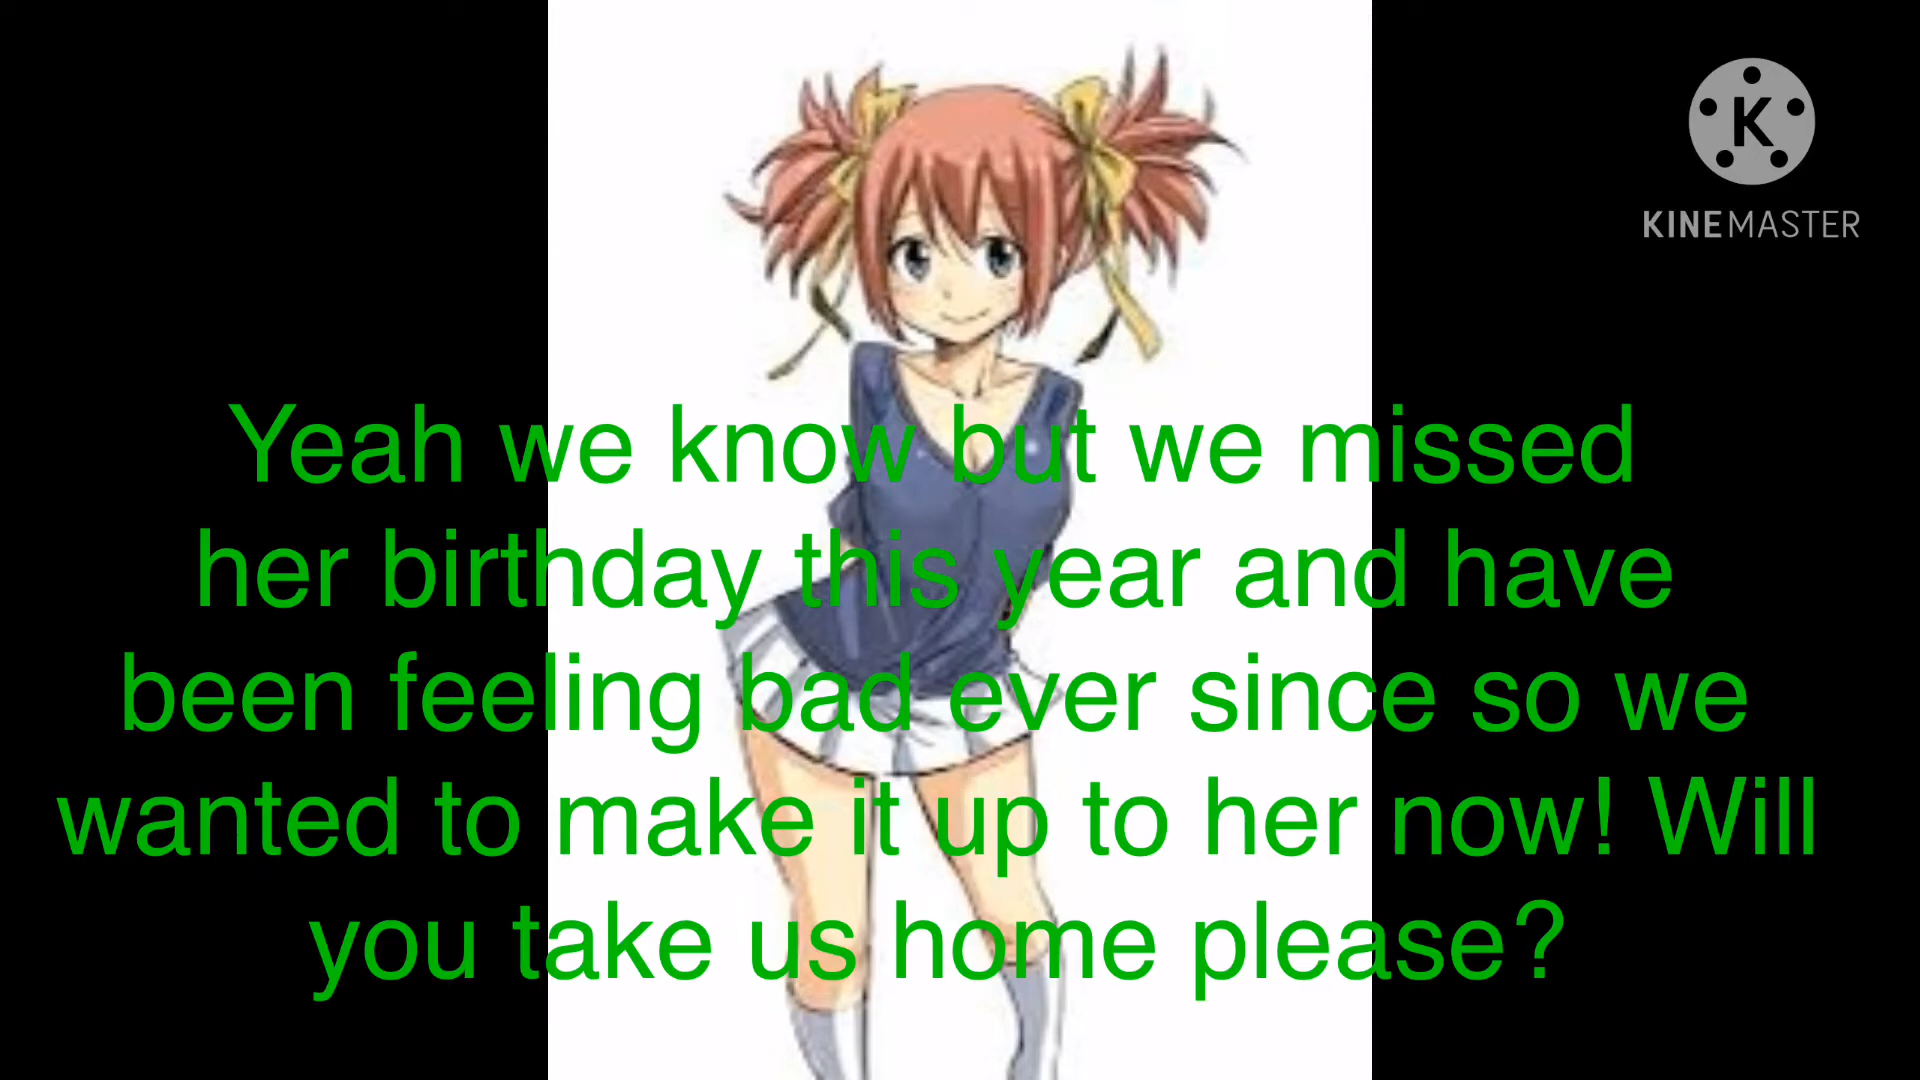 K
KINEMASTER
Yeah we know but we missed
her birthday this year and have
been feeling bad ever since so we
wanted to make it up to her now! Will
you take us home please?